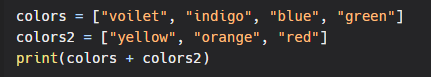 colors = ["voilet", "indigo", "blue", "green"]
colors2 = ["yellow", "orange", "red"]
print(colors + colors2)